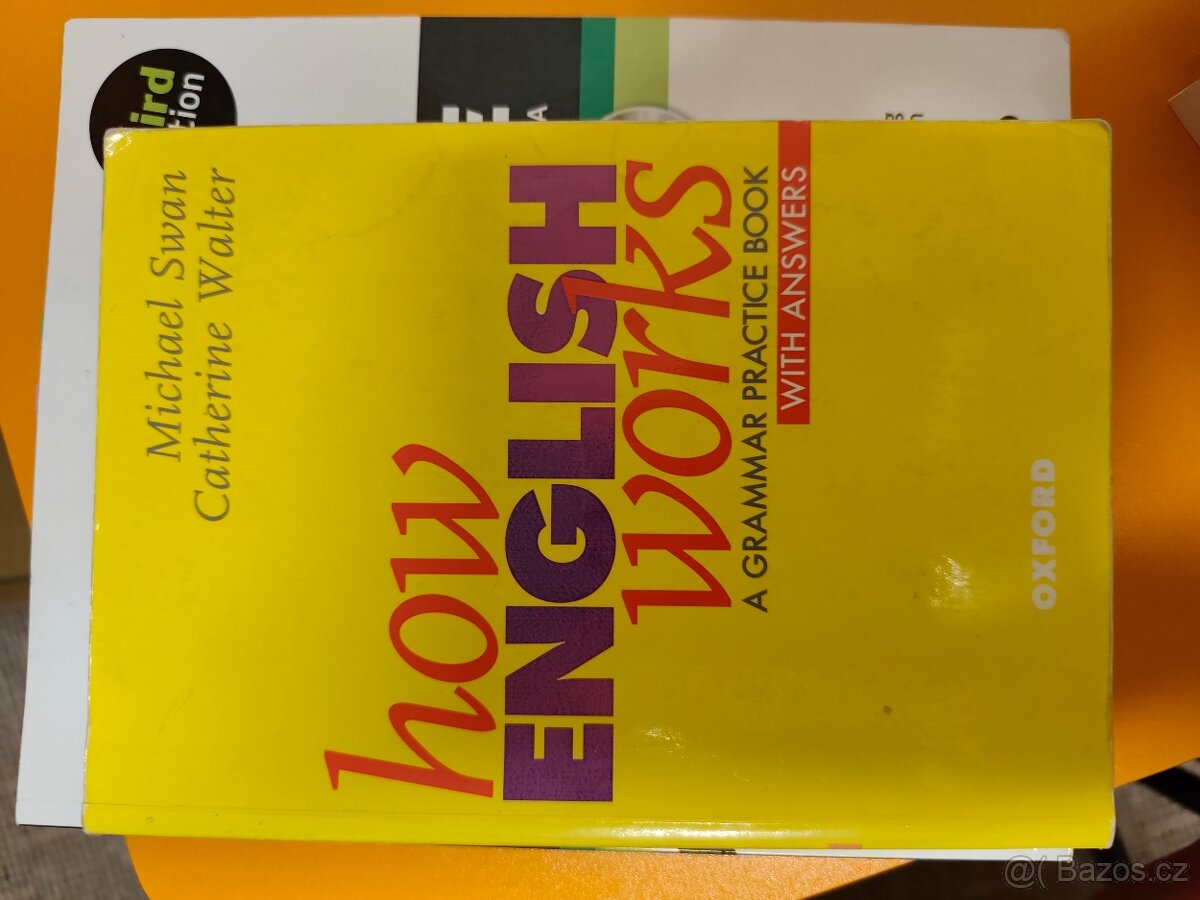 Michael Swan
Catherine Walter
how
ENGLISH
works
A GRAMMAR PRACTICE BOOK
WITH ANSWERS
OXFORD
@( Bazos.cz